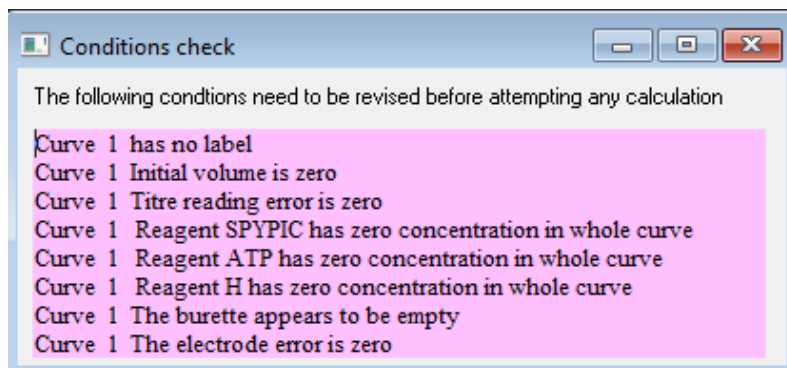 Conditions check
The following condtions need to be revised before attempting any calculation
Curve 1 has no label
Curve 1 Initial volume is zero
Curve 1 Titre reading error is zero
Curve 1 Reagent SPYPIC has zero concentration in whole curve
Curve 1 Reagent ATP has zero concentration in whole curve
Curve 1 Reagent H has zero concentration in whole curve
Curve 1 The burette appears to be empty
Curve 1 The electrode error is zero